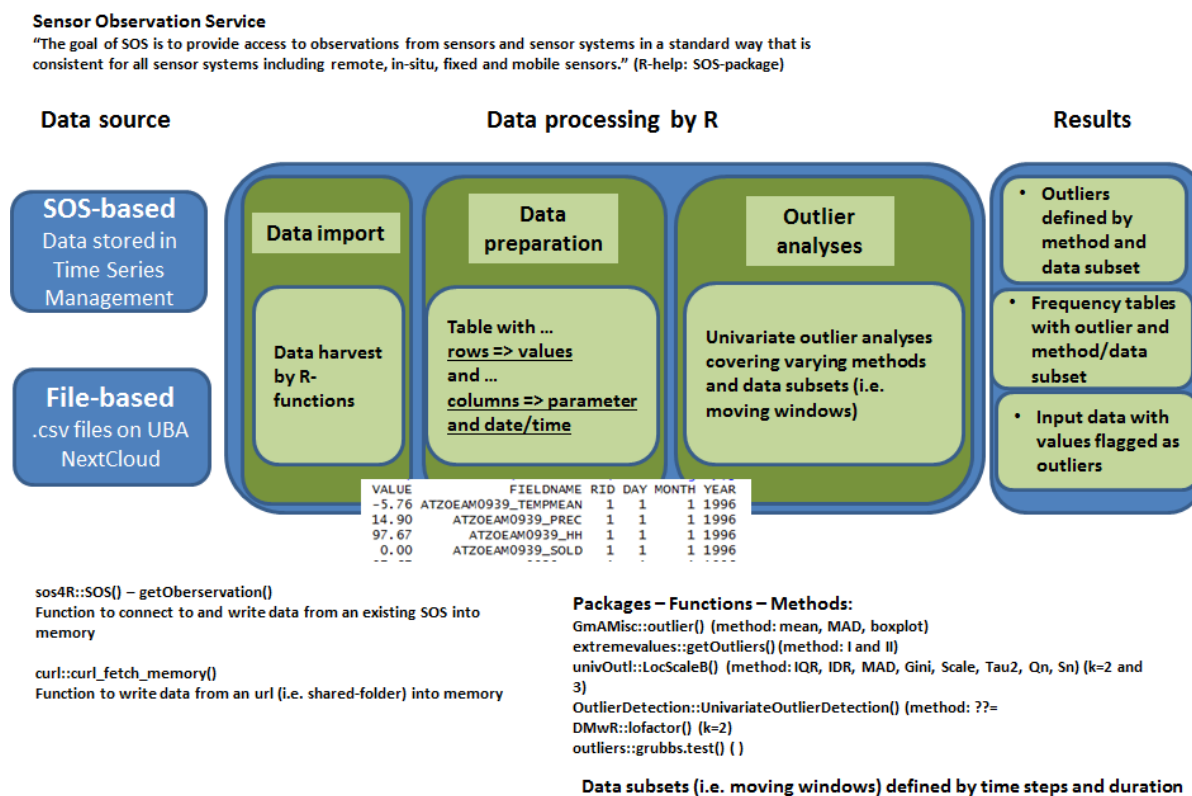 Sensor Observation Service
“The goal of SOS is to provide access to observations from sensors and sensor systems in a standard way that is
consistent for all sensor systems including remote, in-situ, fixed and mobile sensors.” (R-help: SOS-package)
Data source
Data processing by R
Results
SOS-based
Data stored in
Time Series
Management
File-based
.csv files on UBA
NextCloud
Data import
Data harvest
by R-
functions
Data
preparation
Table with ...
rows => values
and ...
columns => parameter
and date/time
Outlier
analyses
Univariate outlier analyses
covering varying methods
and data subsets (i.e.
moving windows)
• Outliers
defined by
method and
data subset
• Frequency tables
with outlier and
method/data
subset
• Input data with
values flagged as
outliers
VALUE FIELDNAME RID DAY MONTH YEAR
-5.76 ATZOEAM0939_TEMPMEAN 1 1 1 1996
14.90 ATZOEAM0939_PREC 1 1 1 1996
97.67 ATZOEAM0939_HH 1 1 1 1996
0.00 ATZOEAM0939_SOLD 1 1 1 1996
sos4R::SOS() – getObervation()
Function to connect to and write data from an existing SOS into
memory
curl::curl_fetch_memory()
Function to write data from an url (i.e. shared-folder) into memory
Packages – Functions – Methods:
GmAMisc::outlier() (method: mean, MAD, boxplot)
extremevalues::getOutliers() (method: I and II)
univOutl::LocScaleB() (method: IQR, IDR, MAD, Gini, Scale, Tau2, Qn, Sn) (k=2 and
3)
OutlierDetection::UnivariateOutlierDetection() (method: ??=
DMwR::lofactor() (k=2)
outliers::grubbs.test() ( )
Data subsets (i.e. moving windows) defined by time steps and duration